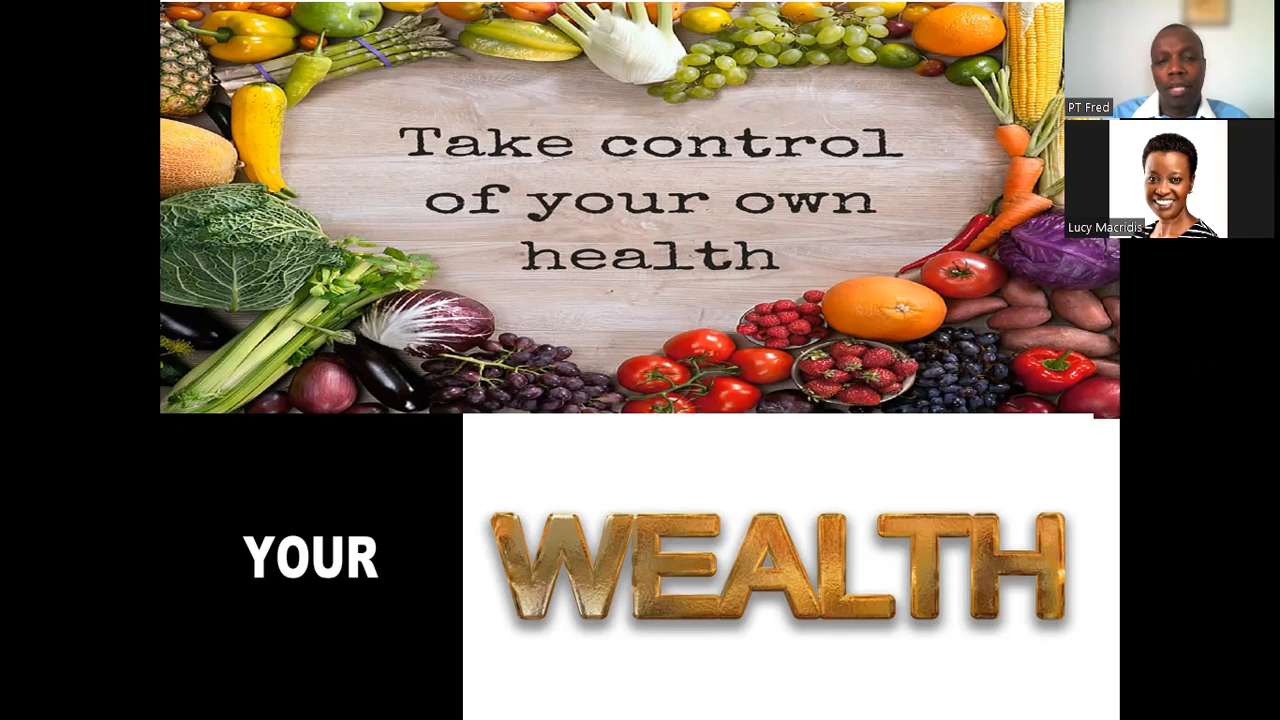 Take control
of your own
health
YOUR
WEALTH
PT Fred
Lucy Macridis